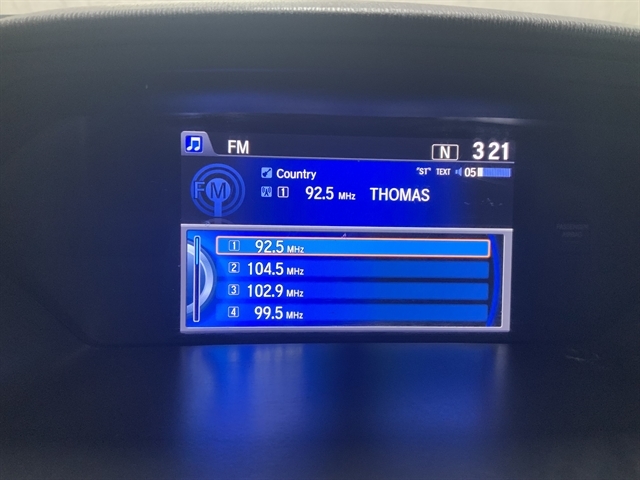 FM N 3 21
Country "ST" TEXT 05
FM 1 92.5 MHz THOMAS
1 92.5 MHz
2 104.5 MHz
3 102.9 MHz
4 99.5 MHz